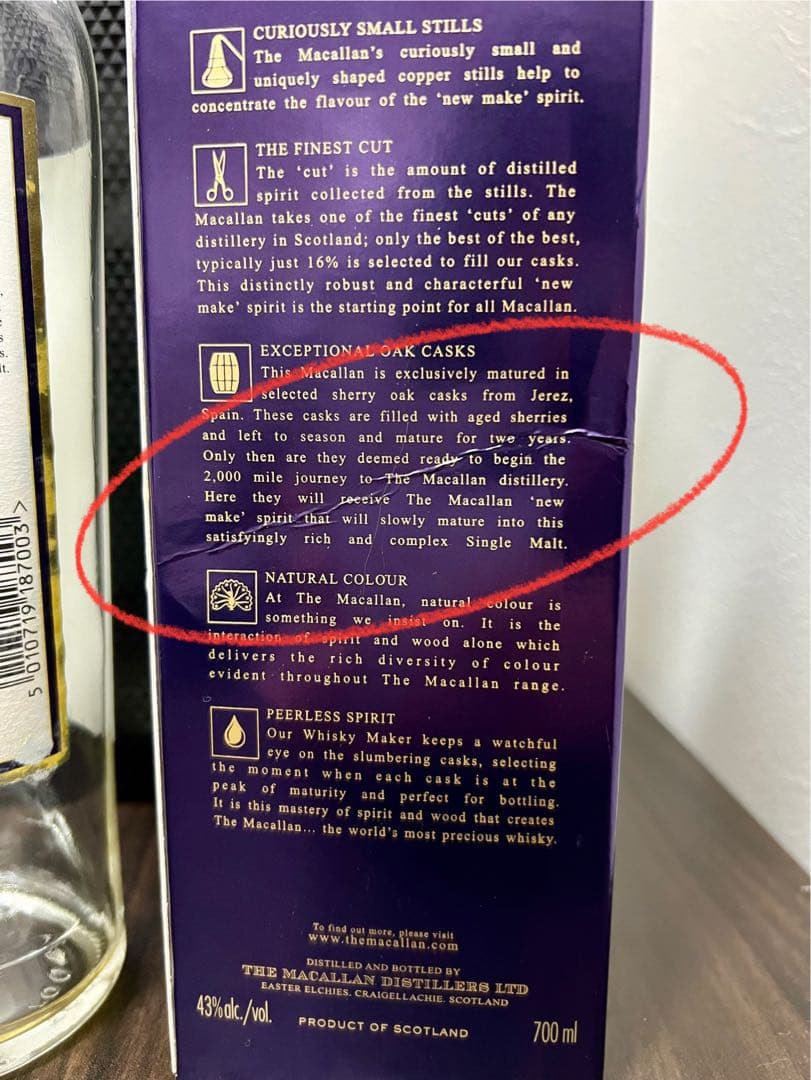 CURIOUSLY SMALL STILLS
The Macallan's curiously small and
uniquely shaped copper stills help to
concentrate the flavour of the 'new make' spirit.
THE FINEST CUT
The 'cut' is the amount of distilled
spirit collected from the stills. The
Macallan takes one of the finest 'cuts' of any
distillery in Scotland; only the best of the best,
typically just 16% is selected to fill our casks.
This distinctly robust and characterful 'new
make' spirit is the starting point for all Macallan.
EXCEPTIONAL OAK CASKS
This Macallan is exclusively matured in
selected sherry oak casks from Jerez,
Spain. These casks are filled with aged sherries
and left to season and mature for two years.
Only then are they deemed ready to begin the
2,000 mile journey to The Macallan distillery.
Here they will receive The Macallan 'new
make' spirit that will slowly mature into this
satisfyingly rich and complex Single Malt.
NATURAL COLOUR
At The Macallan, natural colour is
something we insist on. It is the
interaction of spirit and wood alone which
delivers the rich diversity of colour
evident throughout The Macallan range.
PEERLESS SPIRIT
Our Whisky Maker keeps a watchful
eye on the slumbering casks, selecting
the moment when each cask is at the
peak of maturity and perfect for bottling.
It is this mastery of spirit and wood that creates
The Macallan... the world's most precious whisky.
To find out more, please visit
www.themacallan.com
DISTILLED AND BOTTLED BY
THE MACALLAN DISTILLERS LTD
EASTER ELCHIES, CRAIGELLACHIE, SCOTLAND
43%alc./vol.
PRODUCT OF SCOTLAND
700 ml
5 010719 187003 >